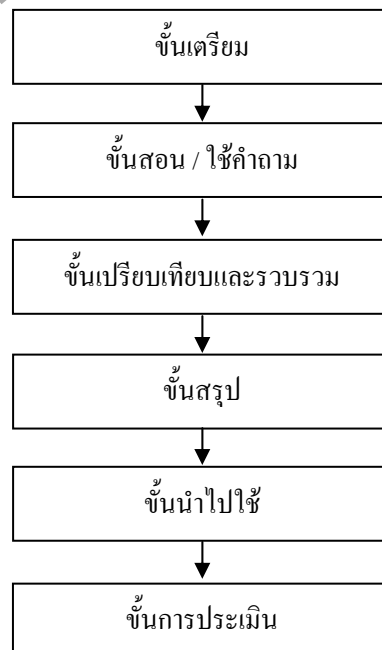 ขั้นเตรียม
ขั้นสอน / ใช้คำถาม
ขั้นเปรียบเทียบและรวบรวม
ขั้นสรุป
ขั้นนำไปใช้
ขั้นการประเมิน